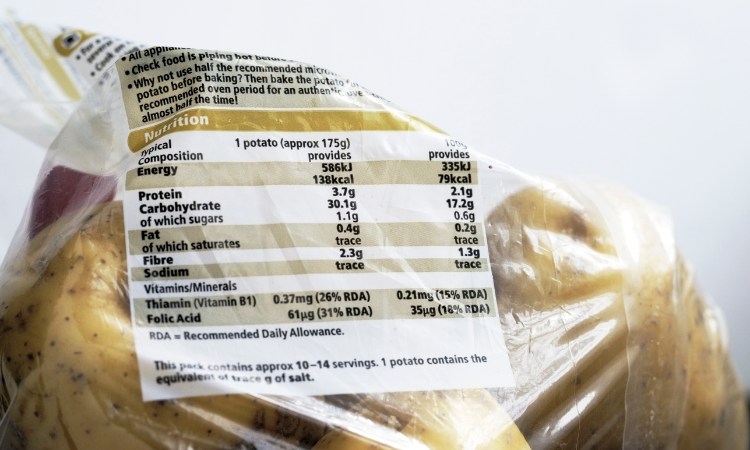 • For a
• Cook on
• All applian
• Check food is piping hot before
• Why not use half the recommended micro
potato before baking? Then bake the potato
recommended oven period for an authentic ove
almost half the time!
Nutrition
Typical 1 potato (approx 175g) 100g
Composition provides provides
Energy 586kJ 335kJ
138kcal 79kcal
Protein 3.7g 2.1g
Carbohydrate 30.1g 17.2g
of which sugars 1.1g 0.6g
Fat 0.4g 0.2g
of which saturates trace trace
Fibre 2.3g 1.3g
Sodium trace trace
Vitamins/Minerals
Thiamin (Vitamin B1) 0.37mg (26% RDA) 0.21mg (15% RDA)
Folic Acid 61µg (31% RDA) 35µg (18% RDA)
RDA = Recommended Daily Allowance.
This pack contains approx 10–14 servings. 1 potato contains the
equivalent of trace g of salt.